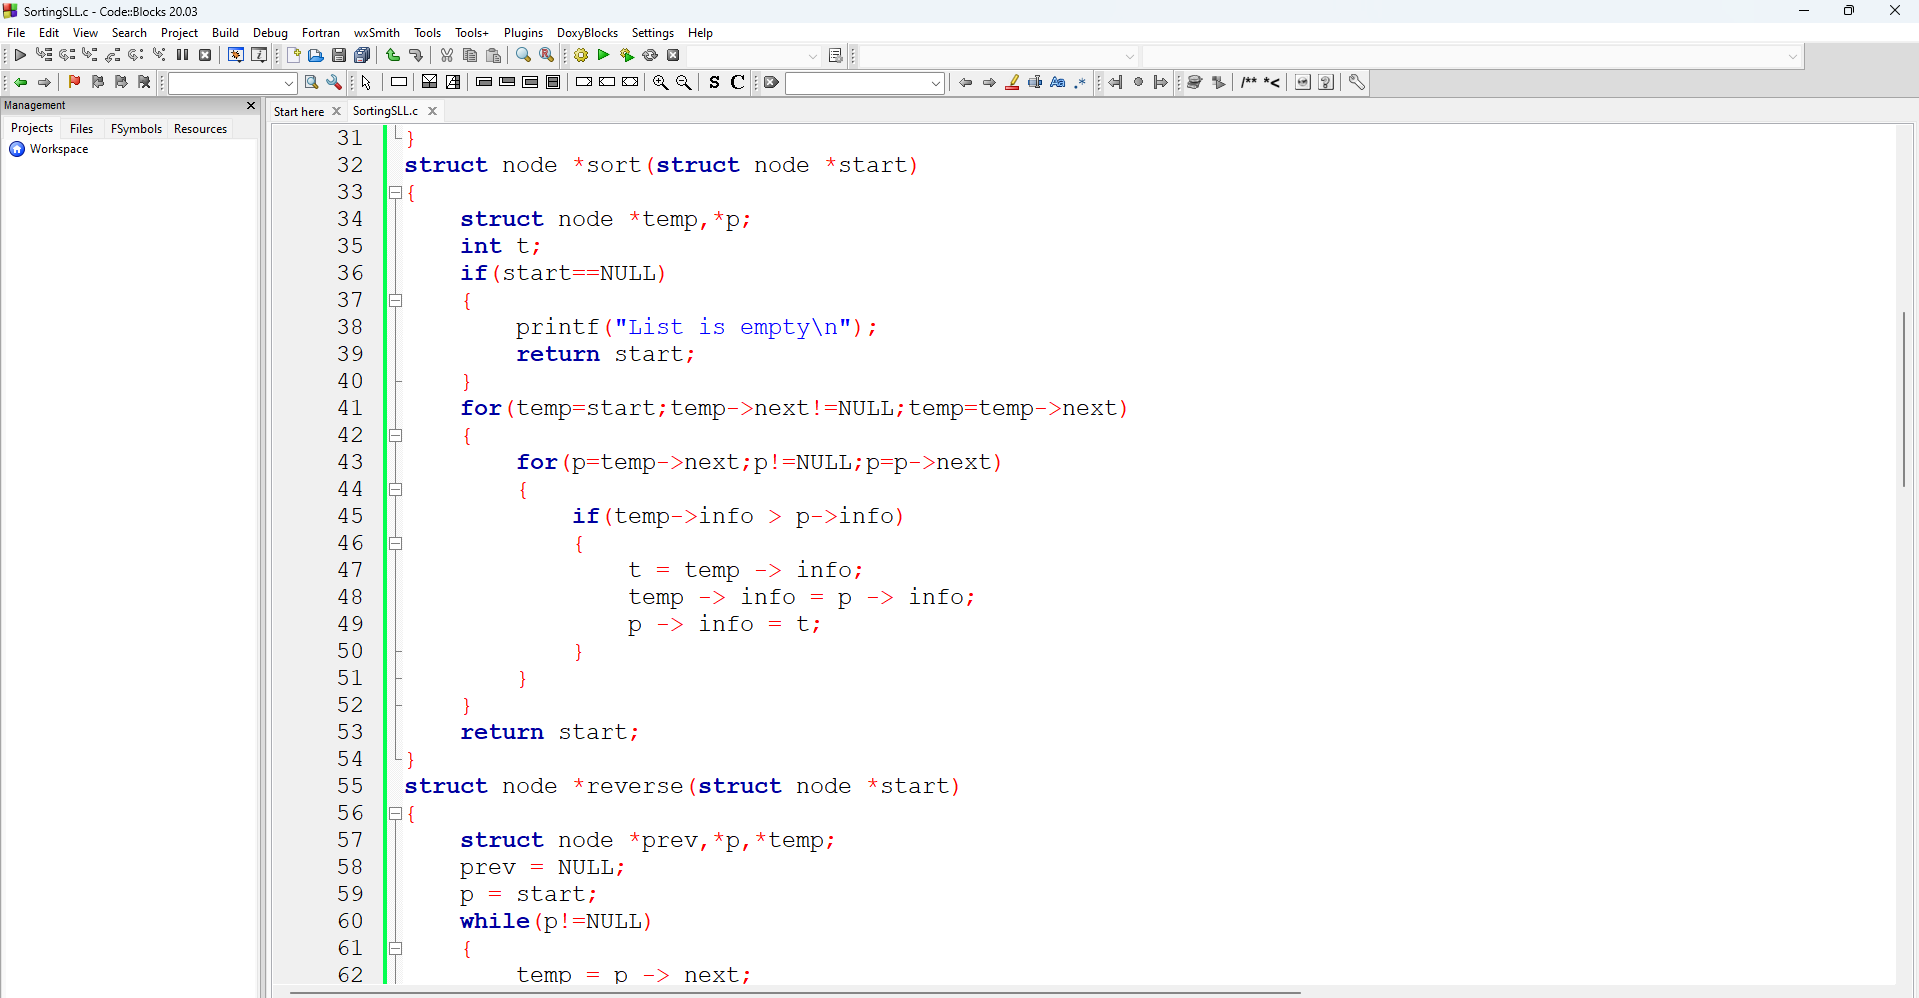 SortingSLL.c - Code::Blocks 20.03
File Edit View Search Project Build Debug Fortran wxSmith Tools Tools+ Plugins DoxyBlocks Settings Help
S C
Aa .*
/** *<
Management
Start here SortingSLL.c
Projects Files FSymbols Resources
Workspace
31 }
32 struct node *sort(struct node *start)
33 {
34     struct node *temp,*p;
35     int t;
36     if(start==NULL)
37     {
38         printf("List is empty\n");
39         return start;
40     }
41     for(temp=start;temp->next!=NULL;temp=temp->next)
42     {
43         for(p=temp->next;p!=NULL;p=p->next)
44         {
45             if(temp->info > p->info)
46             {
47                 t = temp -> info;
48                 temp -> info = p -> info;
49                 p -> info = t;
50             }
51         }
52     }
53     return start;
54 }
55 struct node *reverse(struct node *start)
56 {
57     struct node *prev,*p,*temp;
58     prev = NULL;
59     p = start;
60     while(p!=NULL)
61     {
62         temp = p -> next;